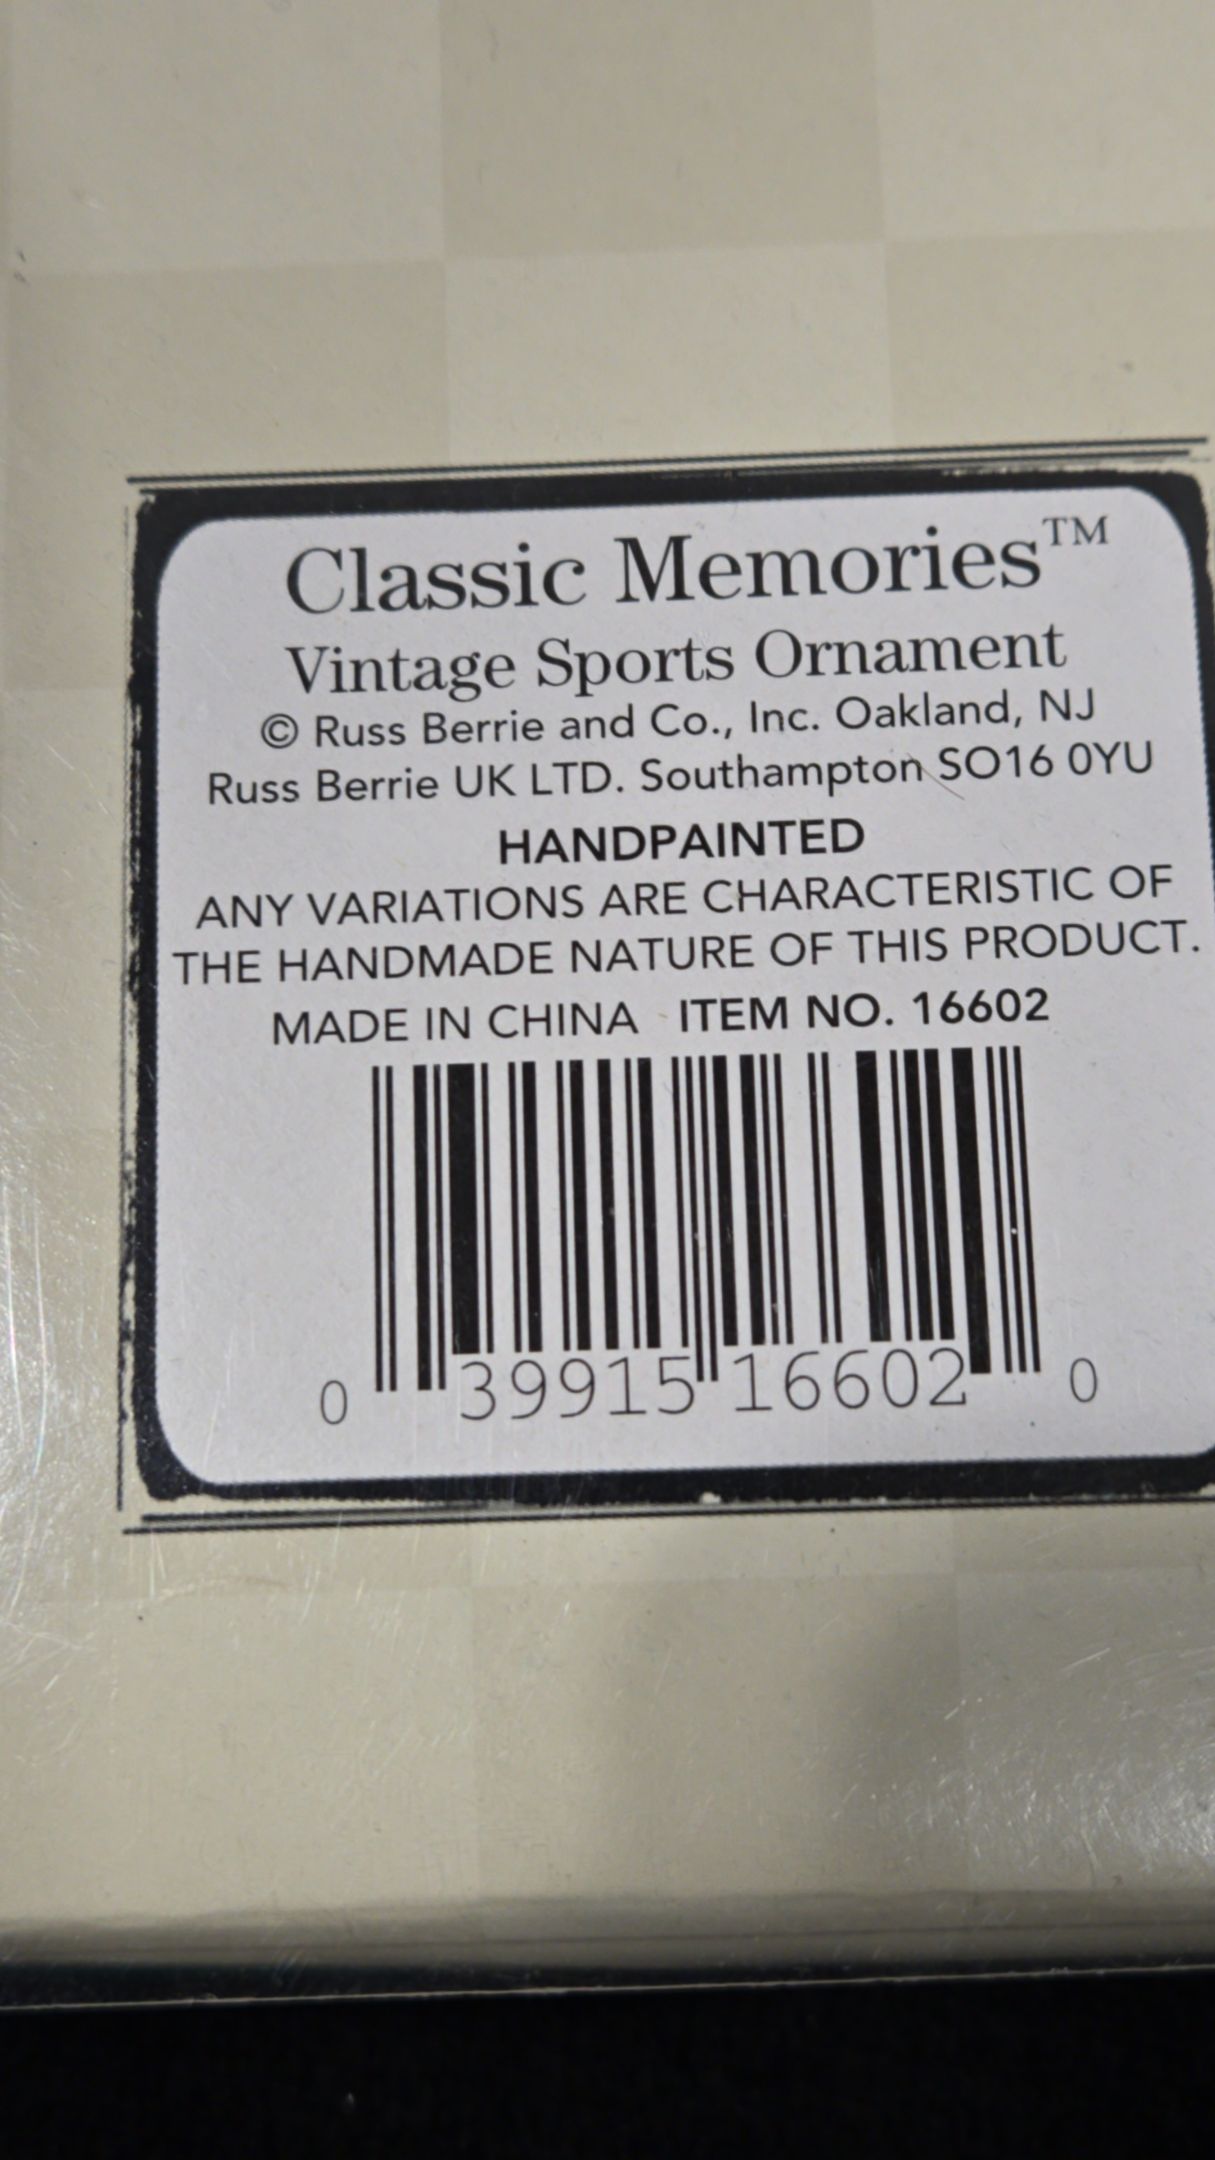 Classic Memories™
Vintage Sports Ornament
© Russ Berrie and Co., Inc. Oakland, NJ
Russ Berrie UK LTD. Southampton SO16 0YU
HANDPAINTED
ANY VARIATIONS ARE CHARACTERISTIC OF
THE HANDMADE NATURE OF THIS PRODUCT.
MADE IN CHINA ITEM NO. 16602
0 39915 16602 0